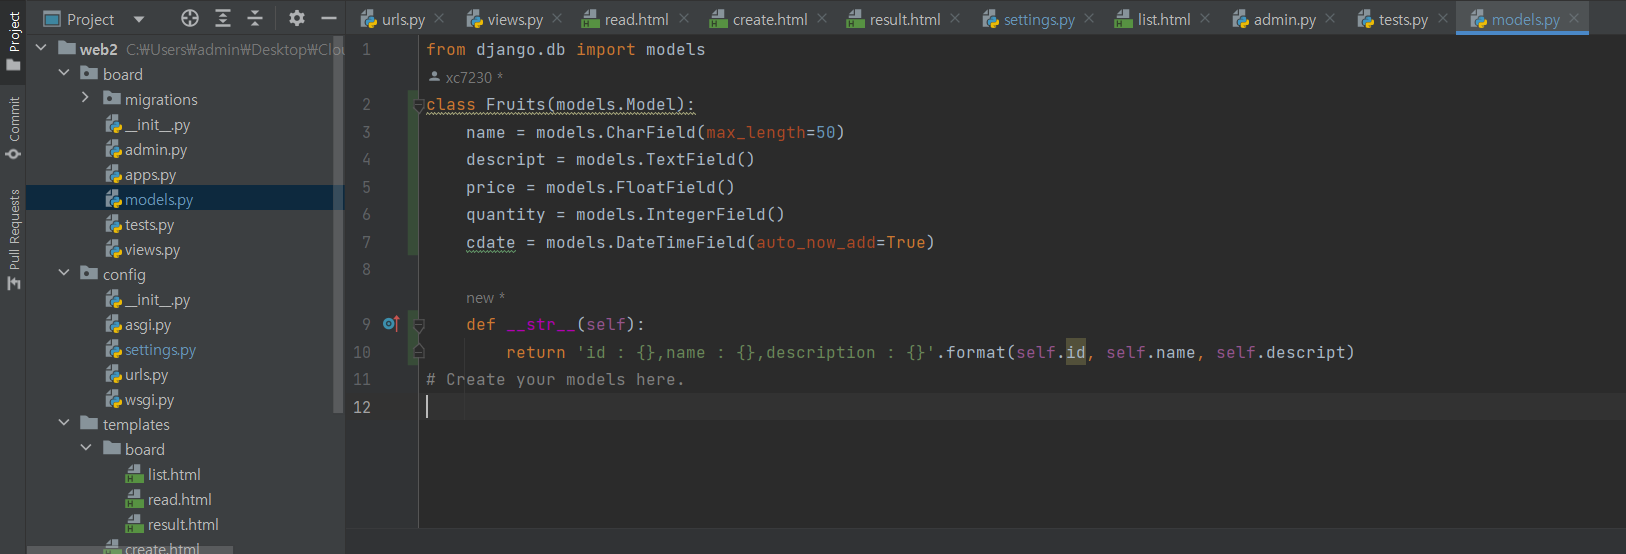 Project
Commit
Pull Requests
Project
web2 C:₩Users₩admin₩Desktop₩Clou
board
migrations
__init__.py
admin.py
apps.py
models.py
tests.py
views.py
config
__init__.py
asgi.py
settings.py
urls.py
wsgi.py
templates
board
list.html
read.html
result.html
create.html
urls.py views.py read.html create.html result.html settings.py list.html admin.py tests.py models.py
1 from django.db import models
xc7230 *
2 class Fruits(models.Model):
3 name = models.CharField(max_length=50)
4 descript = models.TextField()
5 price = models.FloatField()
6 quantity = models.IntegerField()
7 cdate = models.DateTimeField(auto_now_add=True)
8
new *
9 def __str__(self):
10 return 'id : {},name : {},description : {}'.format(self.id, self.name, self.descript)
11 # Create your models here.
12